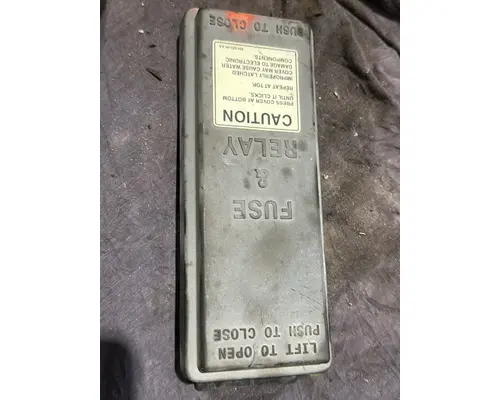 LIFT TO OPEN
PUSH TO CLOSE
FUSE
&
RELAY
CAUTION
PRESS COVER AT BOTTOM
UNTIL IT CLICKS.
REPEAT AT TOP.
IMPROPERLY LATCHED
COVER MAY CAUSE WATER
DAMAGE TO ELECTRONIC
COMPONENTS.
PUSH TO CLOSE